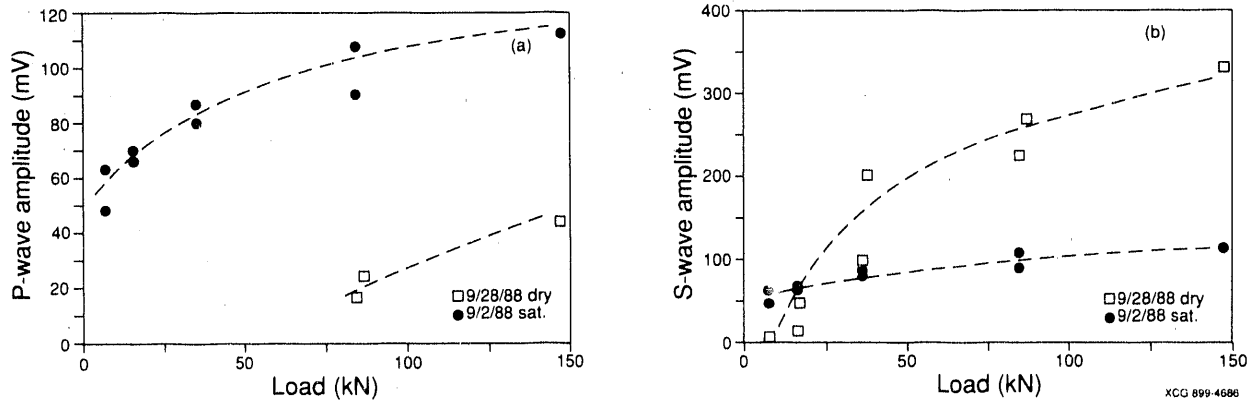 P-wave amplitude (mV)
120
100
80
60
40
20
0
(a)
9/28/88 dry
9/2/88 sat.
0
50
100
150
Load (kN)
S-wave amplitude (mV)
400
300
200
100
0
(b)
9/28/88 dry
9/2/88 sat.
0
50
100
150
Load (kN)
XCG 899-4686